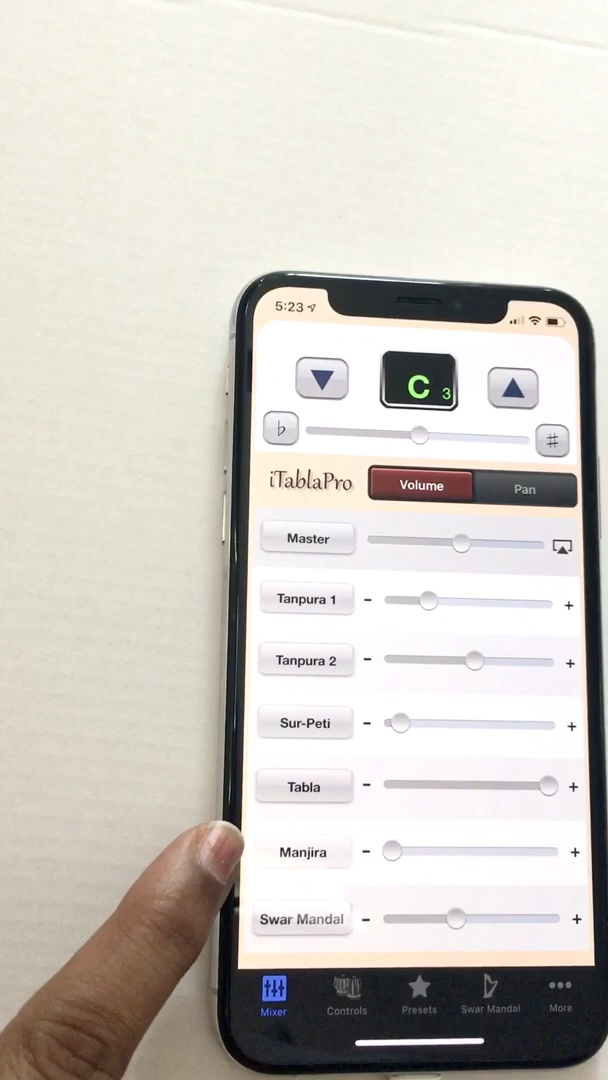 5:23
C 3
♭ ♯
iTablaPro Volume Pan
Master
Tanpura 1 - +
Tanpura 2 - +
Sur-Peti - +
Tabla - +
Manjira - +
Swar Mandal - +
Mixer Controls Presets Swar Mandal More